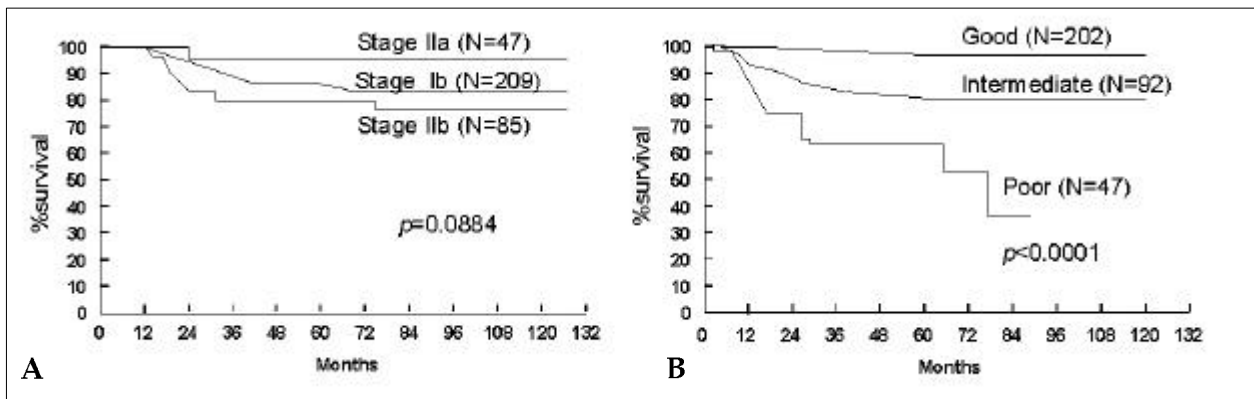 100
90
80
70
60
50
40
30
20
10
0
%survival
Stage IIa (N=47)
Stage Ib (N=209)
Stage IIb (N=85)
p=0.0884
0 12 24 36 48 60 72 84 96 108 120 132
Months
A
100
90
80
70
60
50
40
30
20
10
0
%survival
Good (N=202)
Intermediate (N=92)
Poor (N=47)
p<0.0001
0 12 24 36 48 60 72 84 96 108 120 132
Months
B